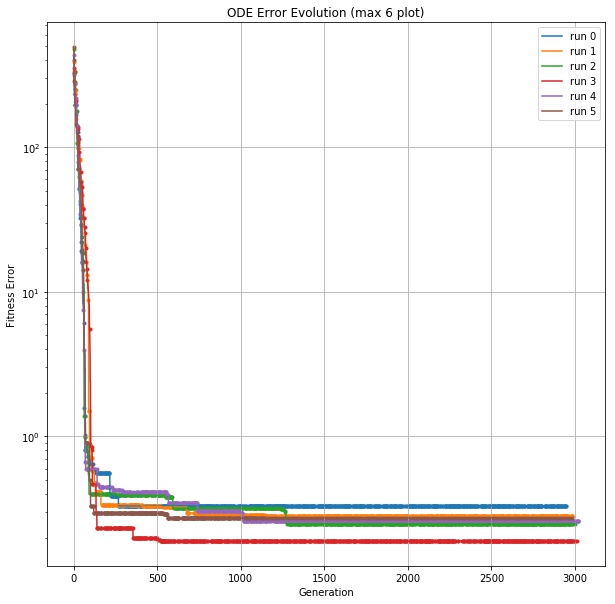 ODE Error Evolution (max 6 plot)
run 0
run 1
run 2
run 3
run 4
run 5
Fitness Error
10²
10¹
10⁰
0
500
1000
1500
2000
2500
3000
Generation